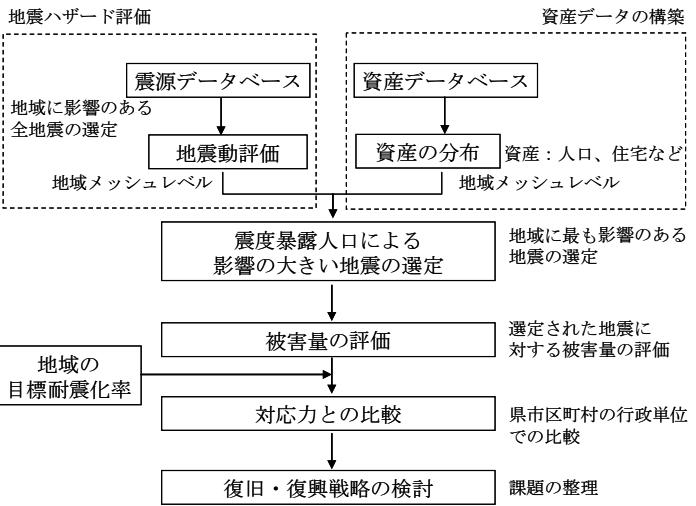 地震ハザード評価
資産データの構築
震源データベース
資産データベース
地域に影響のある
全地震の選定
地震動評価
資産の分布
資産：人口、住宅など
地域メッシュレベル
地域メッシュレベル
震度暴露人口による
影響の大きい地震の選定
地域に最も影響のある
地震の選定
被害量の評価
選定された地震に
対する被害量の評価
地域の
目標耐震化率
対応力との比較
県市区町村の行政単位
での比較
復旧・復興戦略の検討
課題の整理